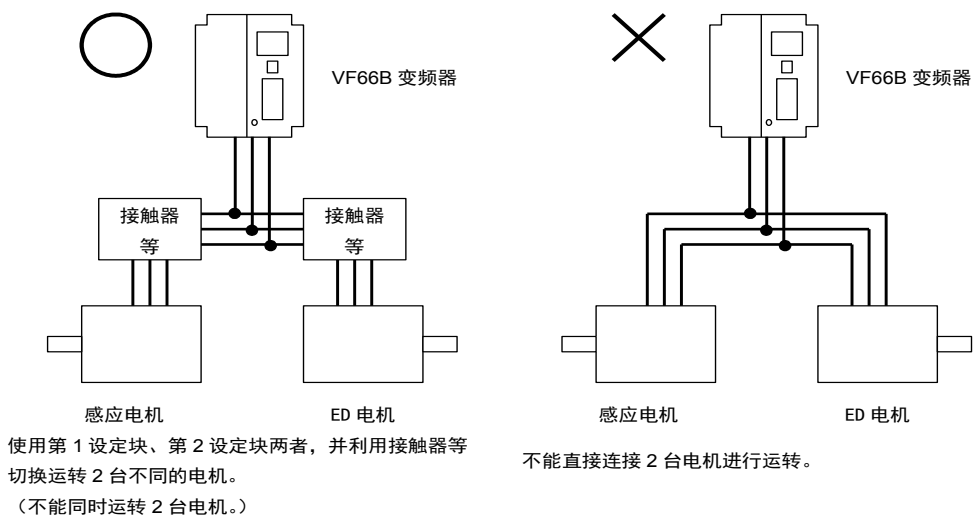 VF66B 变频器
接触器
等
接触器
等
感应电机
ED 电机
使用第 1 设定块、第 2 设定块两者，并利用接触器等
切换运转 2 台不同的电机。
（不能同时运转 2 台电机。）
VF66B 变频器
感应电机
ED 电机
不能直接连接 2 台电机进行运转。